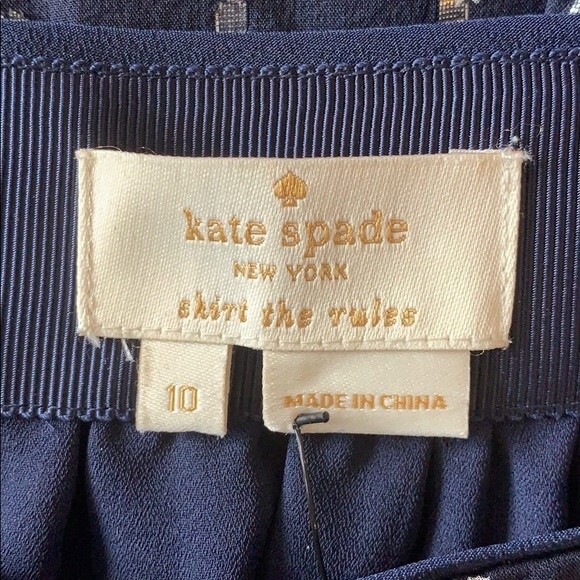 kate spade
NEW YORK
skirt the rules
10
MADE IN CHINA